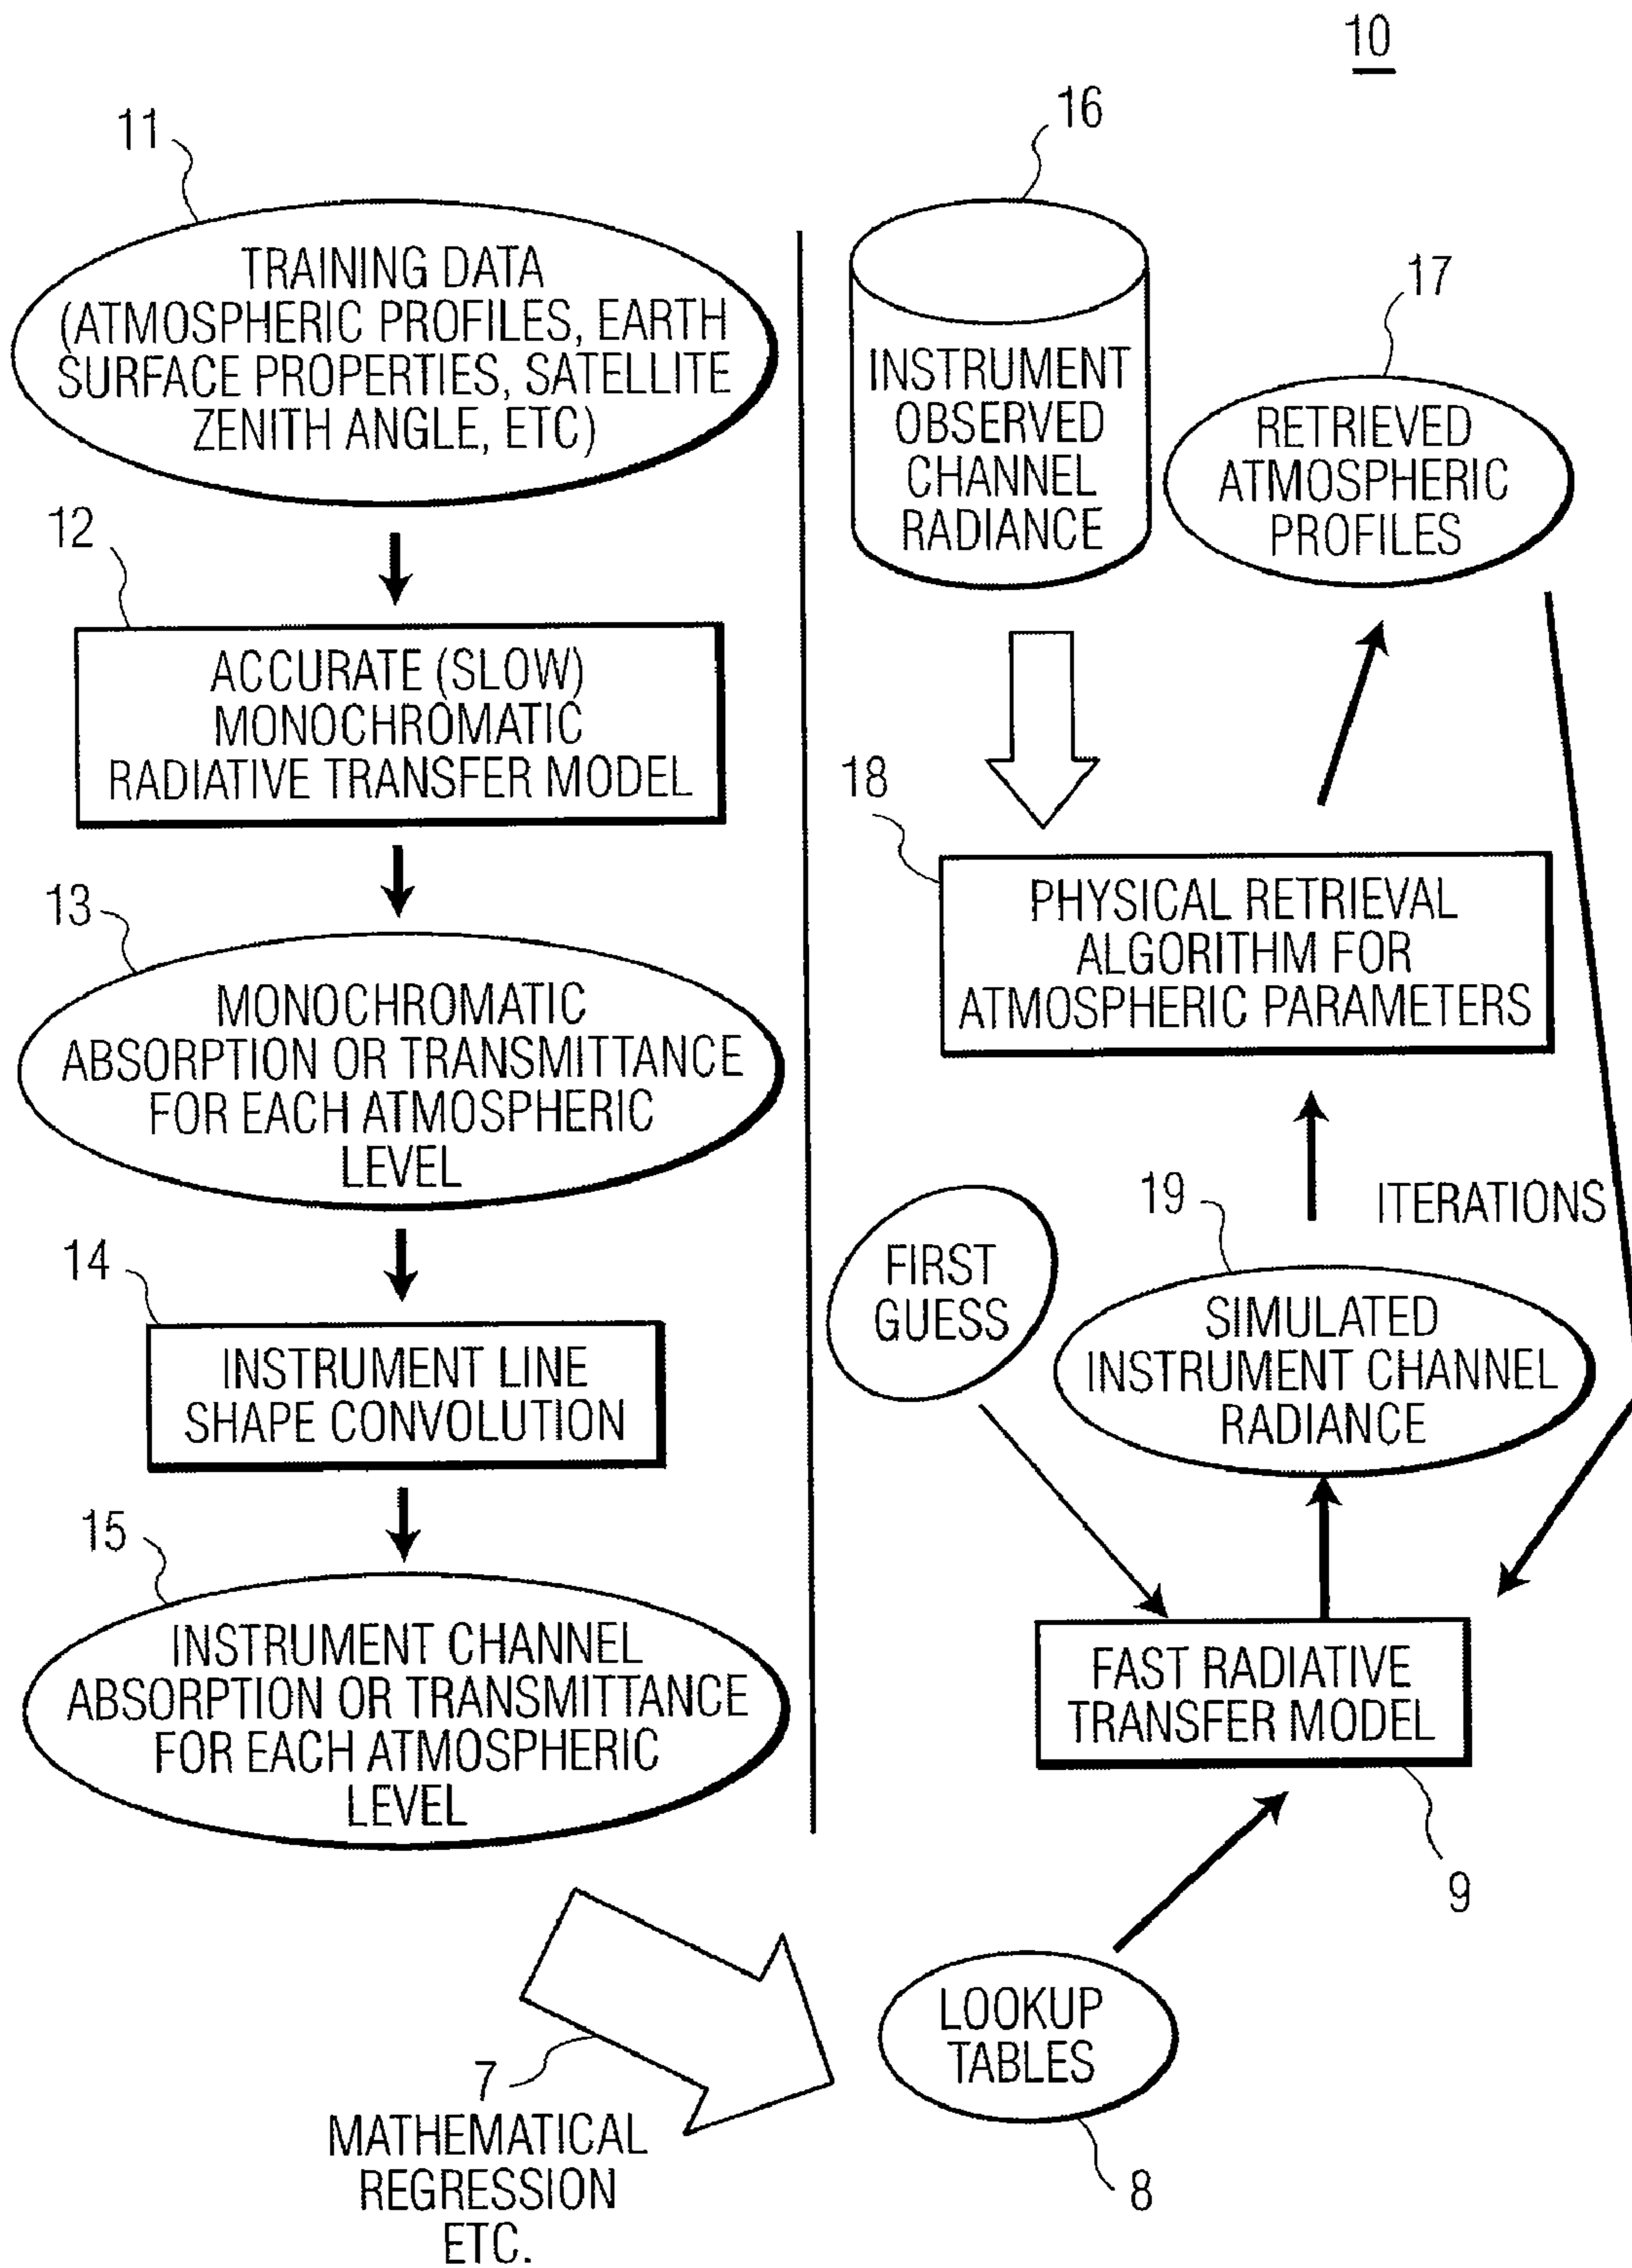 10
11
TRAINING DATA
(ATMOSPHERIC PROFILES, EARTH
SURFACE PROPERTIES, SATELLITE
ZENITH ANGLE, ETC)
12
ACCURATE (SLOW)
MONOCHROMATIC
RADIATIVE TRANSFER MODEL
13
MONOCHROMATIC
ABSORPTION OR TRANSMITTANCE
FOR EACH ATMOSPHERIC
LEVEL
14
INSTRUMENT LINE
SHAPE CONVOLUTION
15
INSTRUMENT CHANNEL
ABSORPTION OR TRANSMITTANCE
FOR EACH ATMOSPHERIC
LEVEL
7
MATHEMATICAL
REGRESSION
ETC.
16
INSTRUMENT
OBSERVED
CHANNEL
RADIANCE
17
RETRIEVED
ATMOSPHERIC
PROFILES
18
PHYSICAL RETRIEVAL
ALGORITHM FOR
ATMOSPHERIC PARAMETERS
ITERATIONS
19
FIRST
GUESS
SIMULATED
INSTRUMENT CHANNEL
RADIANCE
FAST RADIATIVE
TRANSFER MODEL
9
LOOKUP
TABLES
8